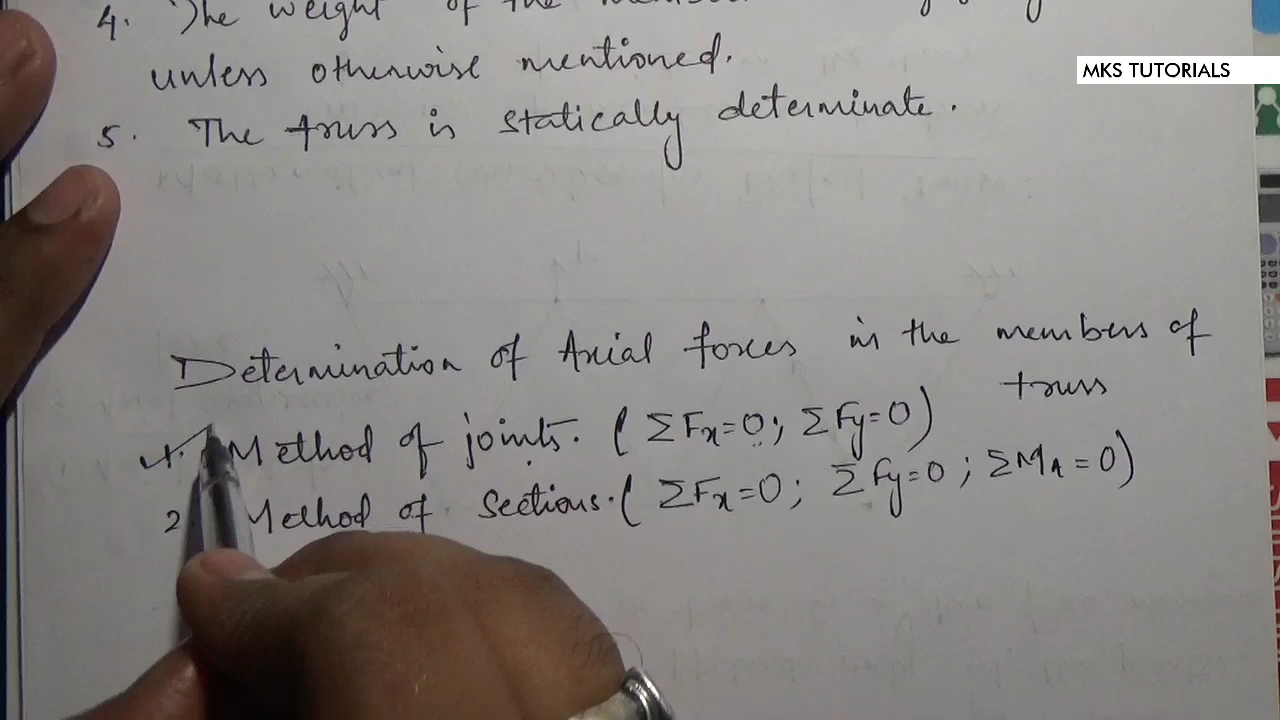 4. The weight of the
unless otherwise mentioned.
MKS TUTORIALS
5. The truss is statically determinate.
Determination of Axial forces in the members of
truss
1. Method of joints. ( ΣFx=0; ΣFy=0 )
2 Method of Sections. ( ΣFx=0; ΣFy=0; ΣMA=0 )